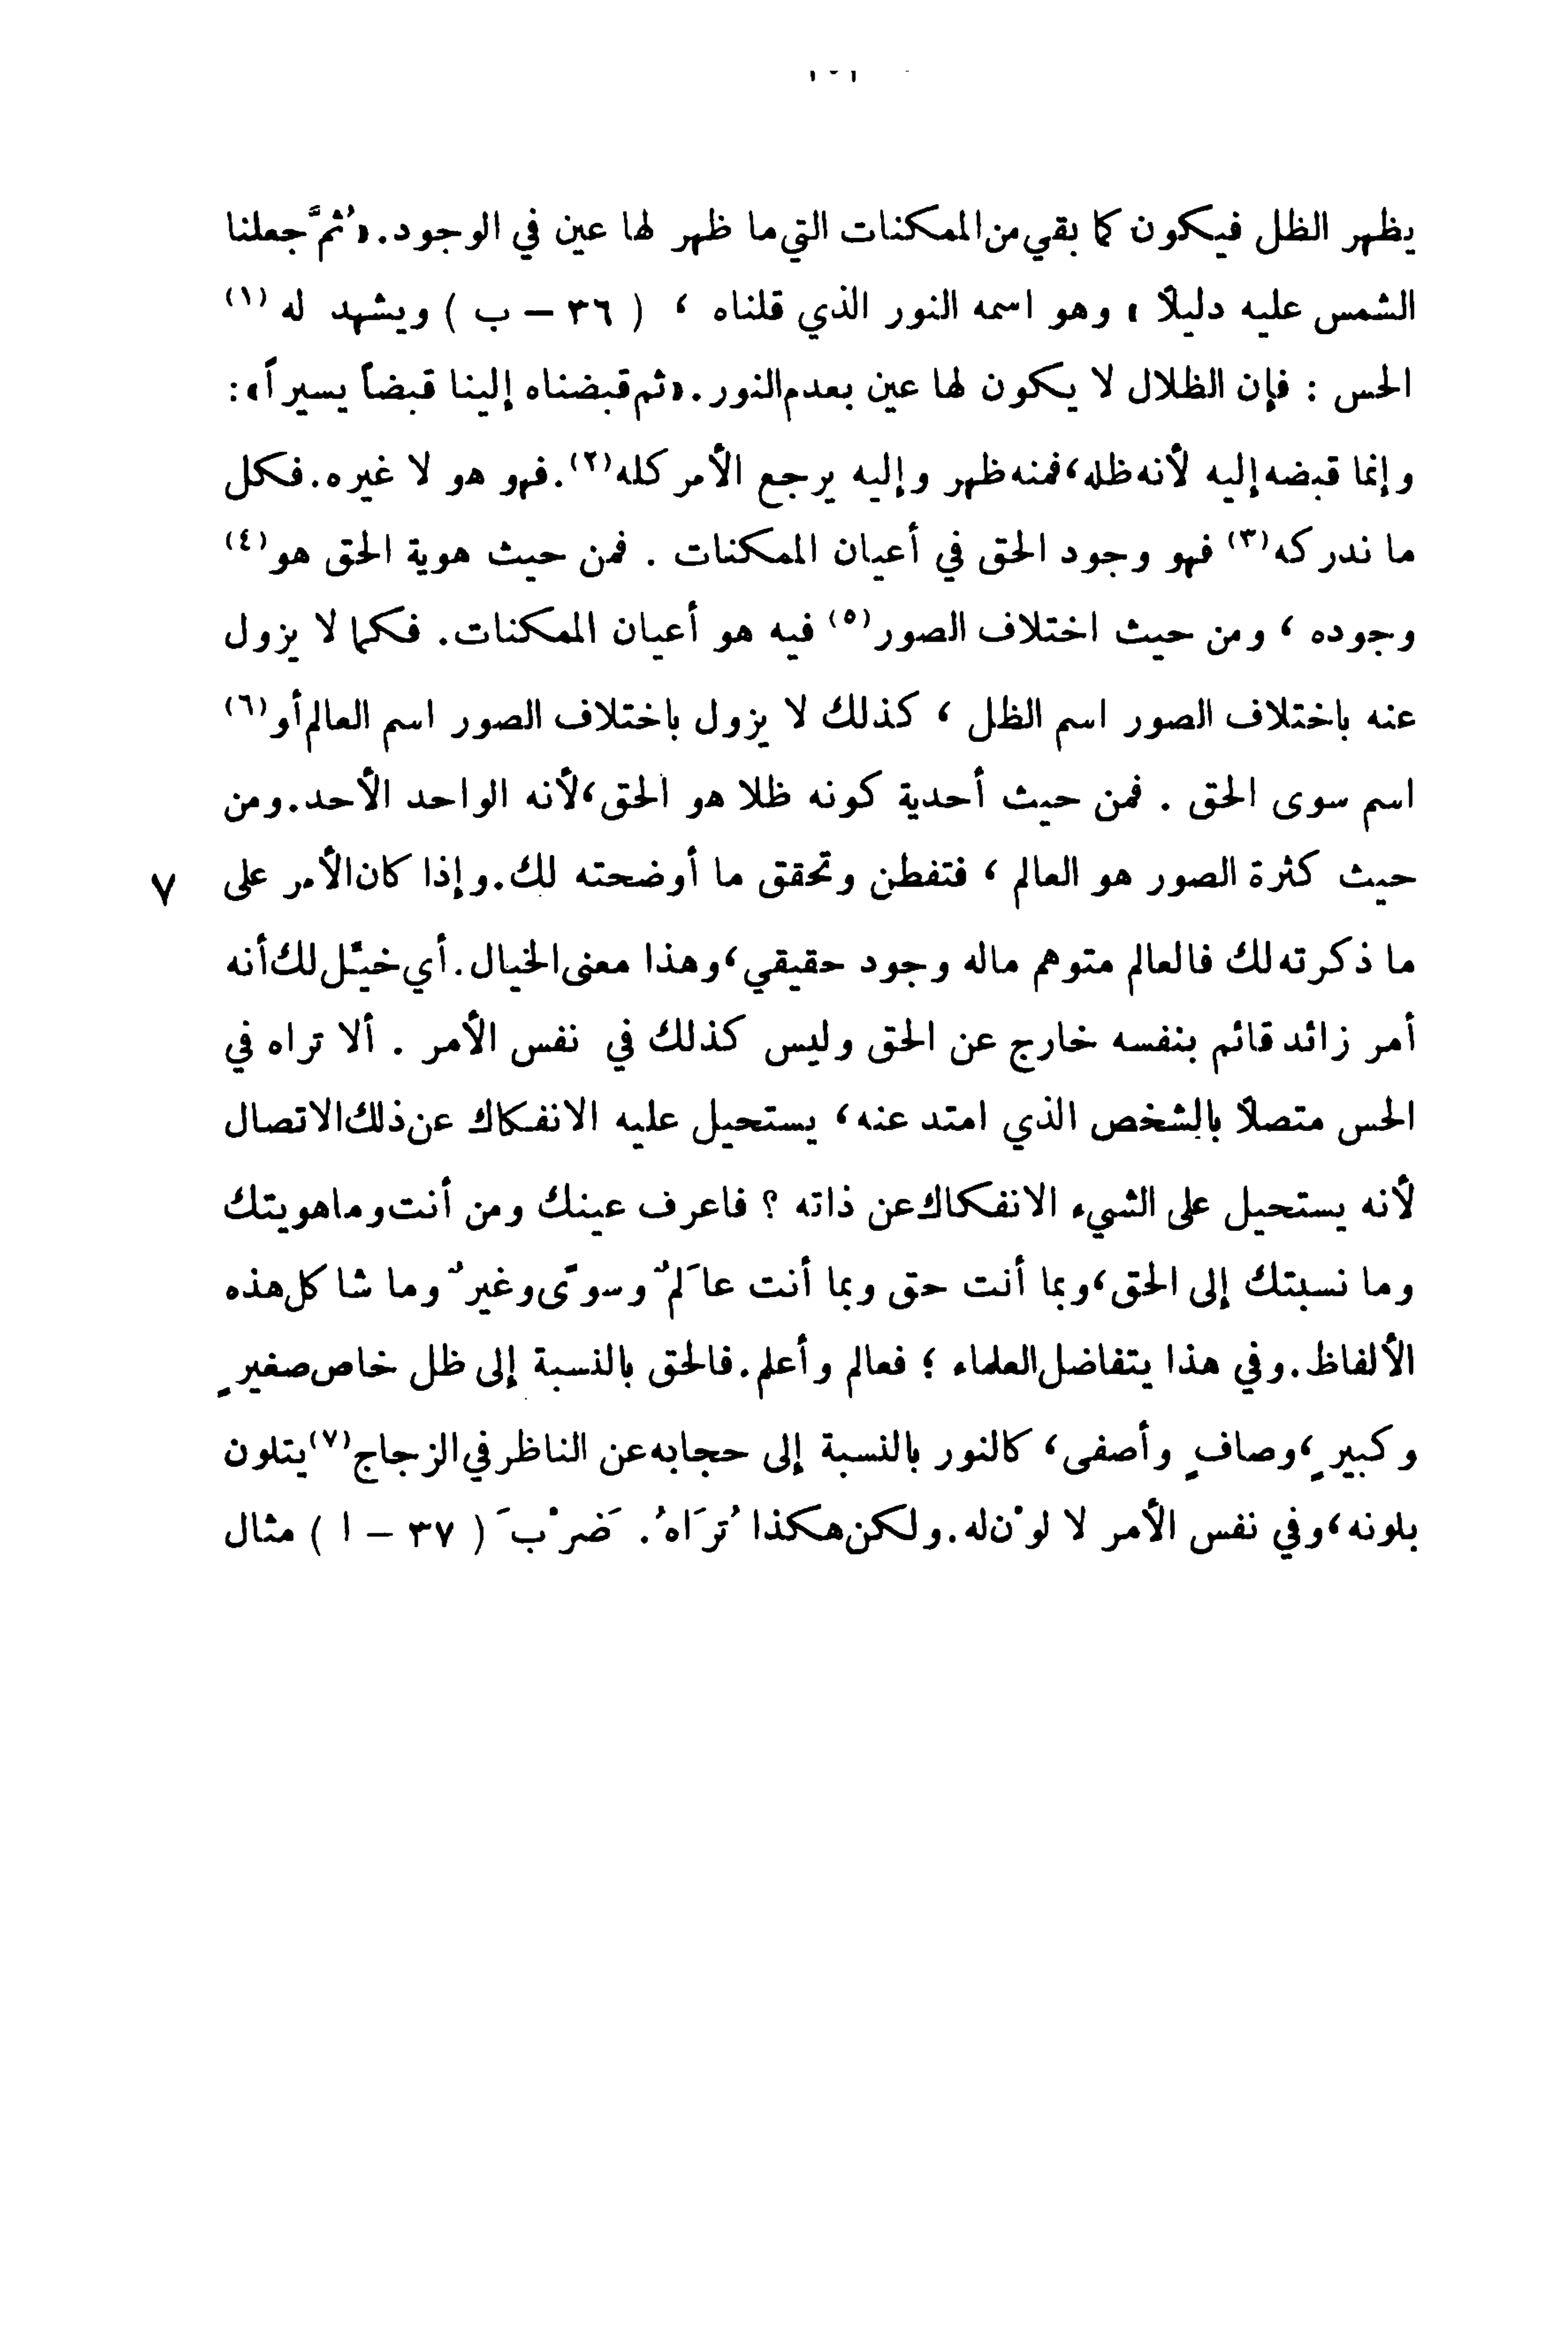 يظهر الظل فيكون كما بقي من الممكنات التي ما ظهر لها عين في الوجود. «ثُمَّ جعلنا
الشمس عليه دليلًا» وهو اسمه النور الذي قلناه ، ( ٣٦ – ب ) ويشهد له (١)
الحس : فإن الظلال لا يكون لها عين بعدم النور. «ثم قبضناه إلينا قبضاً يسيراً»:
وإنما قبضه إليه لأنه ظله، فمنه ظهر وإليه يرجع الأمر كله(٢). فهو هو لا غيره. فكل
ما ندركه(٣) فهو وجود الحق في أعيان الممكنات . فمن حيث هوية الحق هو(٤)
وجوده ، ومن حيث اختلاف الصور(٥) فيه هو أعيان الممكنات. فكما لا يزول
عنه باختلاف الصور اسم الظل ، كذلك لا يزول باختلاف الصور اسم العالم أو(٦)
اسم سوى الحق . فمن حيث أحدية كونه ظلا هو الحق، لأنه الواحد الأحد. ومن
حيث كثرة الصور هو العالم ، فتفطن وتحقق ما أوضحته لك. وإذا كان الأمر على ٧
ما ذكرته لك فالعالم متوهم ماله وجود حقيقي، وهذا معنى الخيال. أي خيِّل لك أنه
أمر زائد قائم بنفسه خارج عن الحق وليس كذلك في نفس الأمر . ألا تراه في
الحس متصلًا بالشخص الذي امتد عنه، يستحيل عليه الانفكاك عن ذلك الاتصال
لأنه يستحيل على الشيء الانفكاك عن ذاته ؟ فاعرف عينك ومن أنت وما هويتك
وما نسبتك إلى الحق، وبما أنت حق وبما أنت عالَمٌ وسوًى وغيرٌ وما شاكل هذه
الألفاظ. وفي هذا يتفاضل العلماء ؛ فعالم وأعلم. فالحق بالنسبة إلى ظل خاص صغيرٍ
وكبيرٍ، وصافٍ وأصفى، كالنور بالنسبة إلى حجابه عن الناظر في الزجاج(٧) يتلون
بلونه، وفي نفس الأمر لا لوْن له. ولكن هكذا تُرَاهُ. ضَرْبَ ( ٣٧ – ا ) مثال